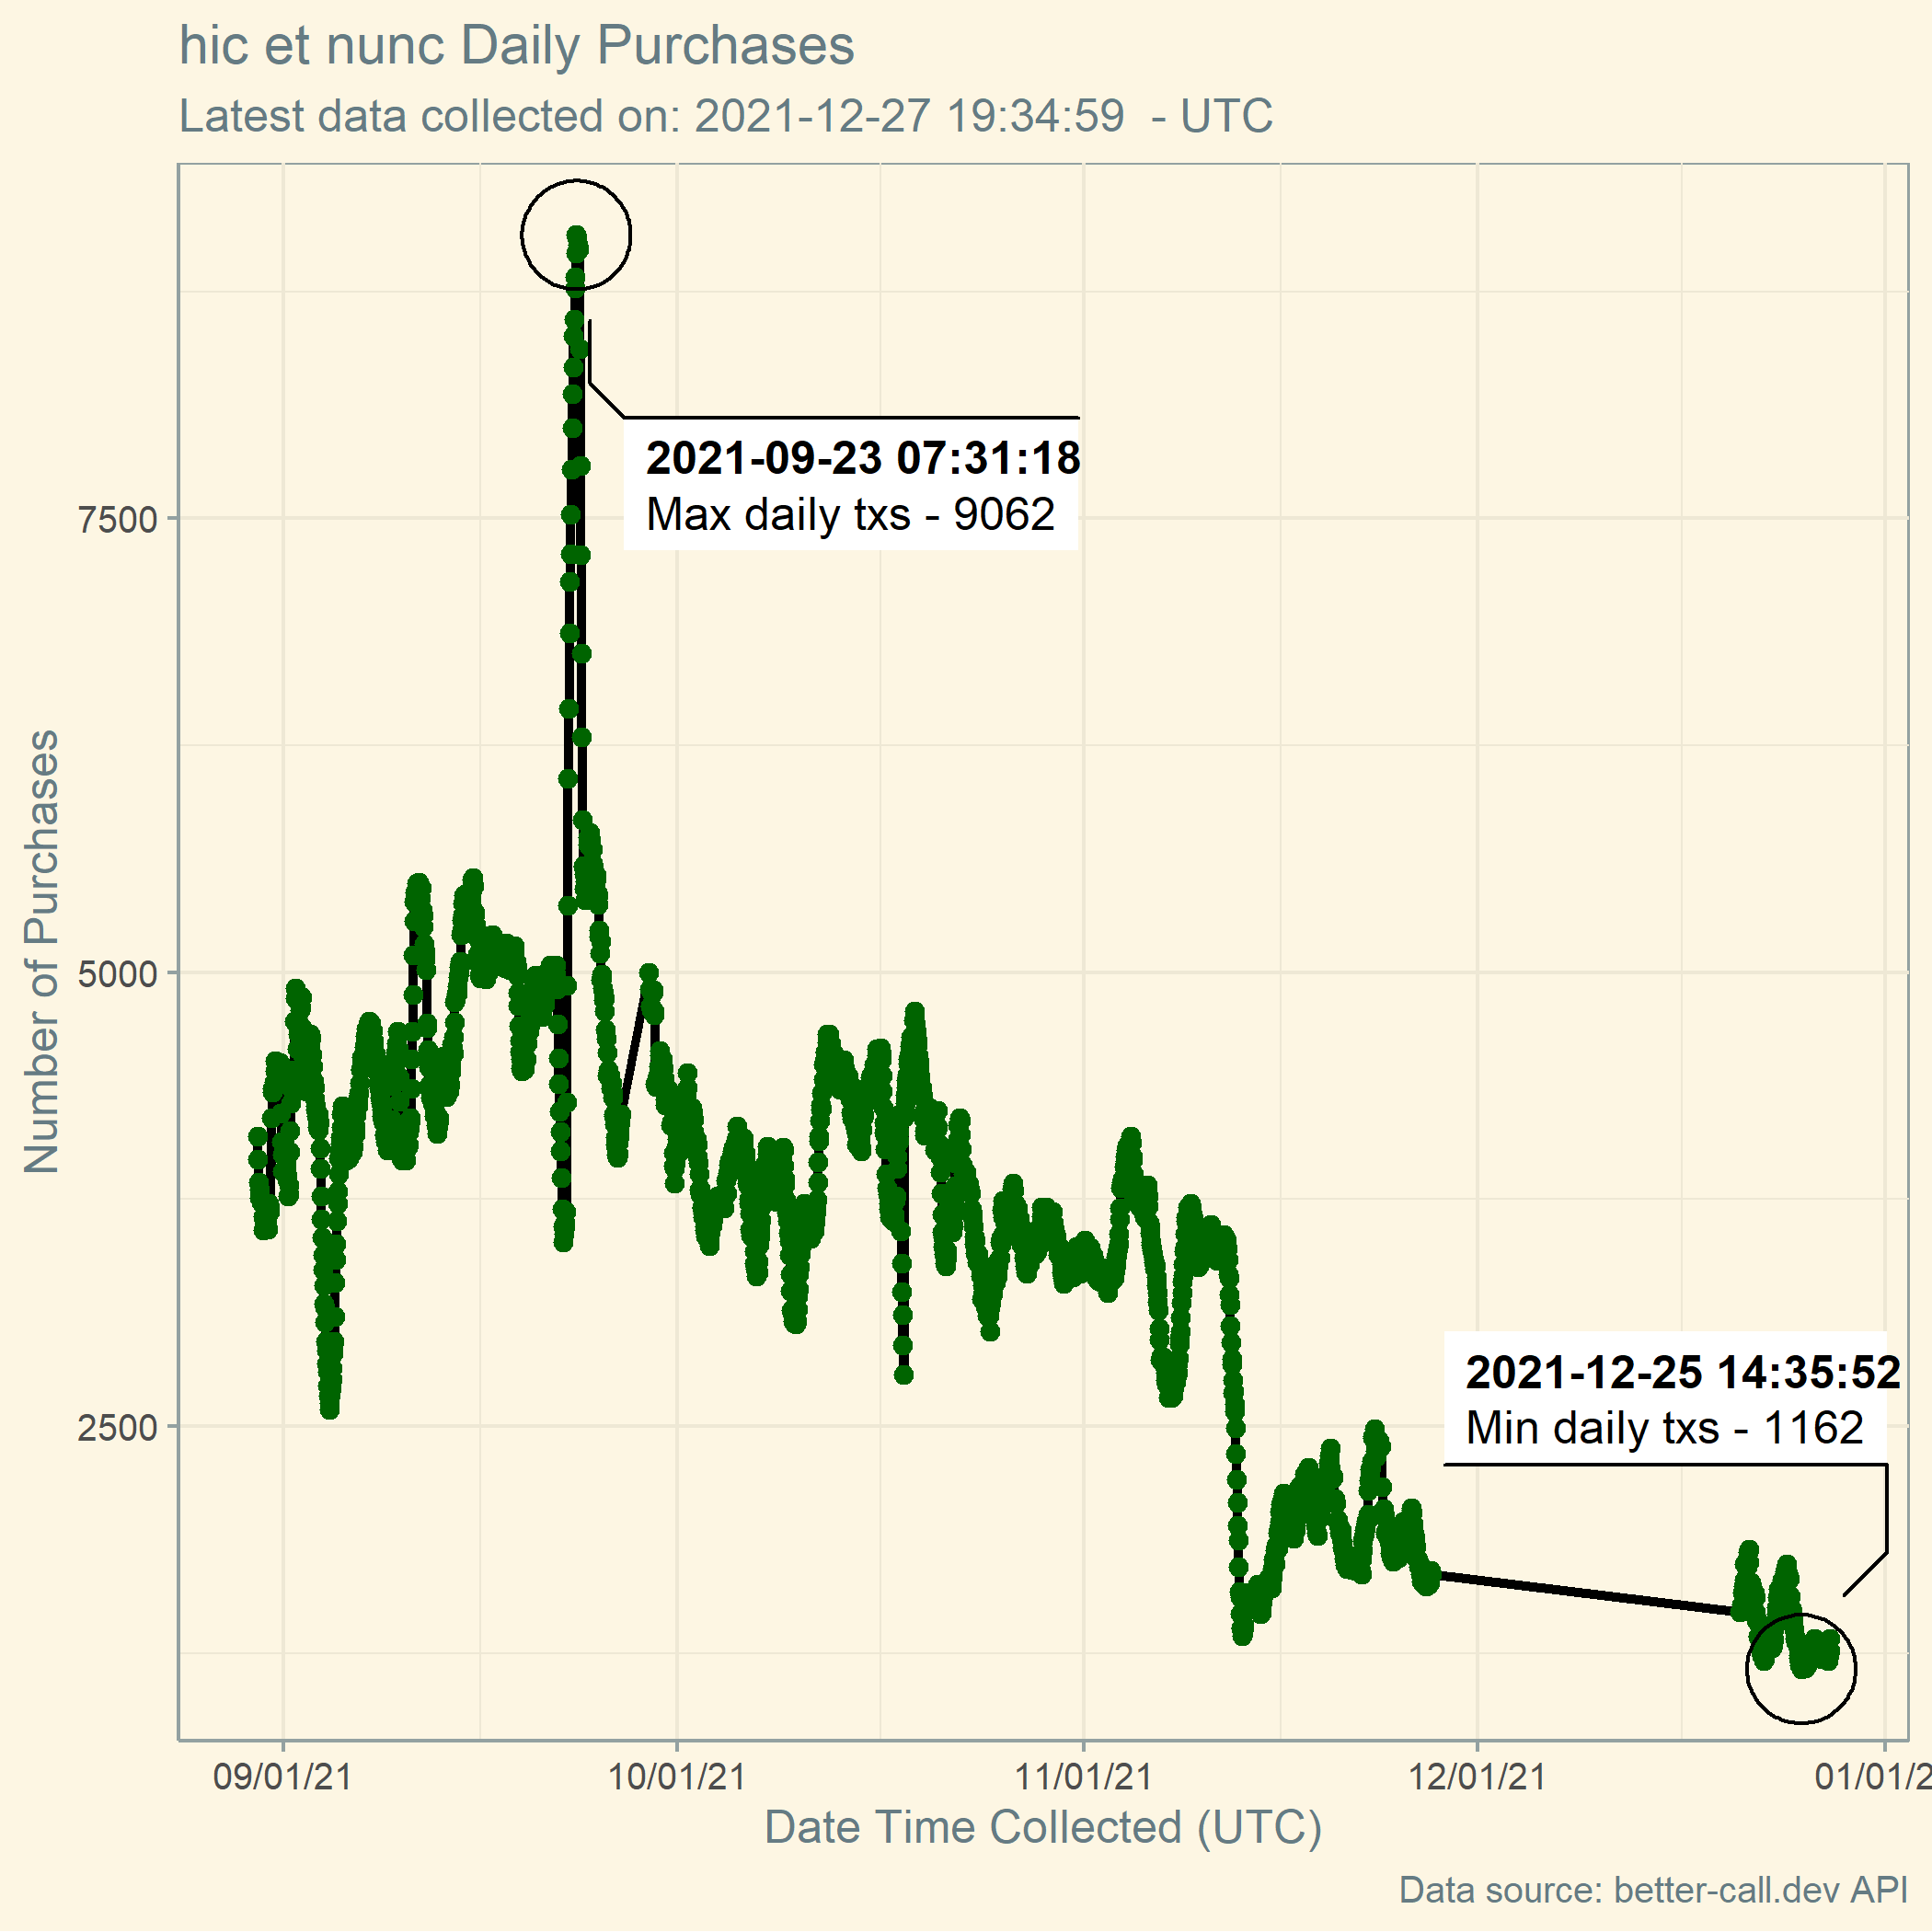 hic et nunc Daily Purchases
Latest data collected on: 2021-12-27 19:34:59  - UTC
2021-09-23 07:31:18
Max daily txs - 9062
7500
Number of Purchases
5000
2021-12-25 14:35:52
Min daily txs - 1162
2500
09/01/21
10/01/21
11/01/21
12/01/21
01/01/2
Date Time Collected (UTC)
Data source: better-call.dev API